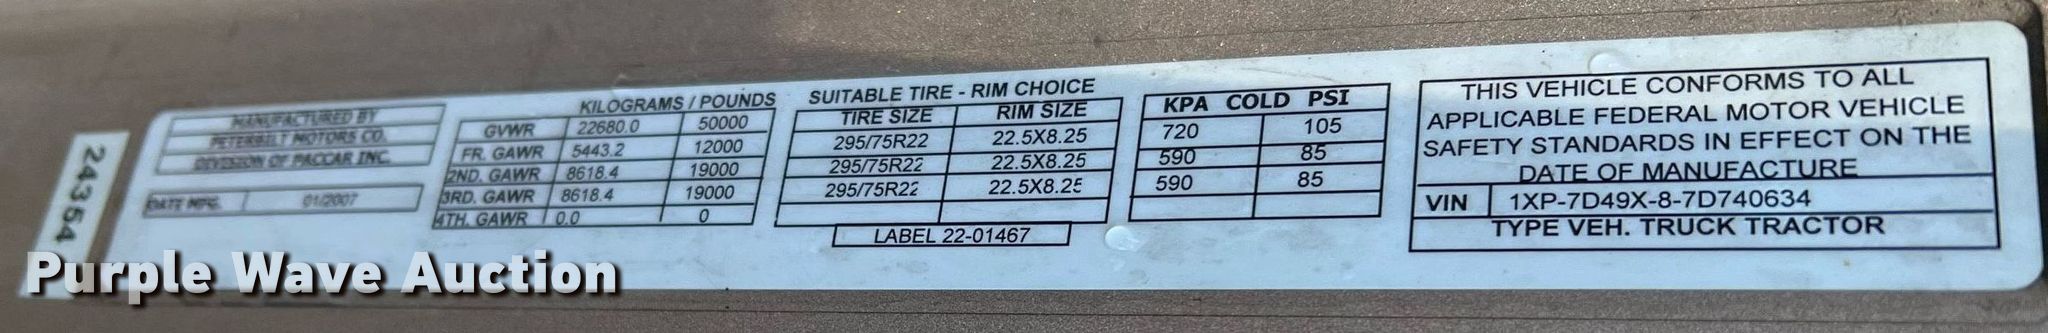 24354
MANUFACTURED BY
PETERBILT MOTORS CO.
DIVISION OF PACCAR INC.
DATE MFG. 01/2007
KILOGRAMS / POUNDS
GVWR 22680.0 50000
FR. GAWR 5443.2 12000
2ND. GAWR 8618.4 19000
3RD. GAWR 8618.4 19000
4TH. GAWR 0.0 0
SUITABLE TIRE - RIM CHOICE
TIRE SIZE RIM SIZE
295/75R22 22.5X8.25
295/75R22 22.5X8.25
295/75R22 22.5X8.25
LABEL 22-01467
KPA COLD PSI
720 105
590 85
590 85
THIS VEHICLE CONFORMS TO ALL
APPLICABLE FEDERAL MOTOR VEHICLE
SAFETY STANDARDS IN EFFECT ON THE
DATE OF MANUFACTURE
VIN 1XP-7D49X-8-7D740634
TYPE VEH. TRUCK TRACTOR
Purple Wave Auction